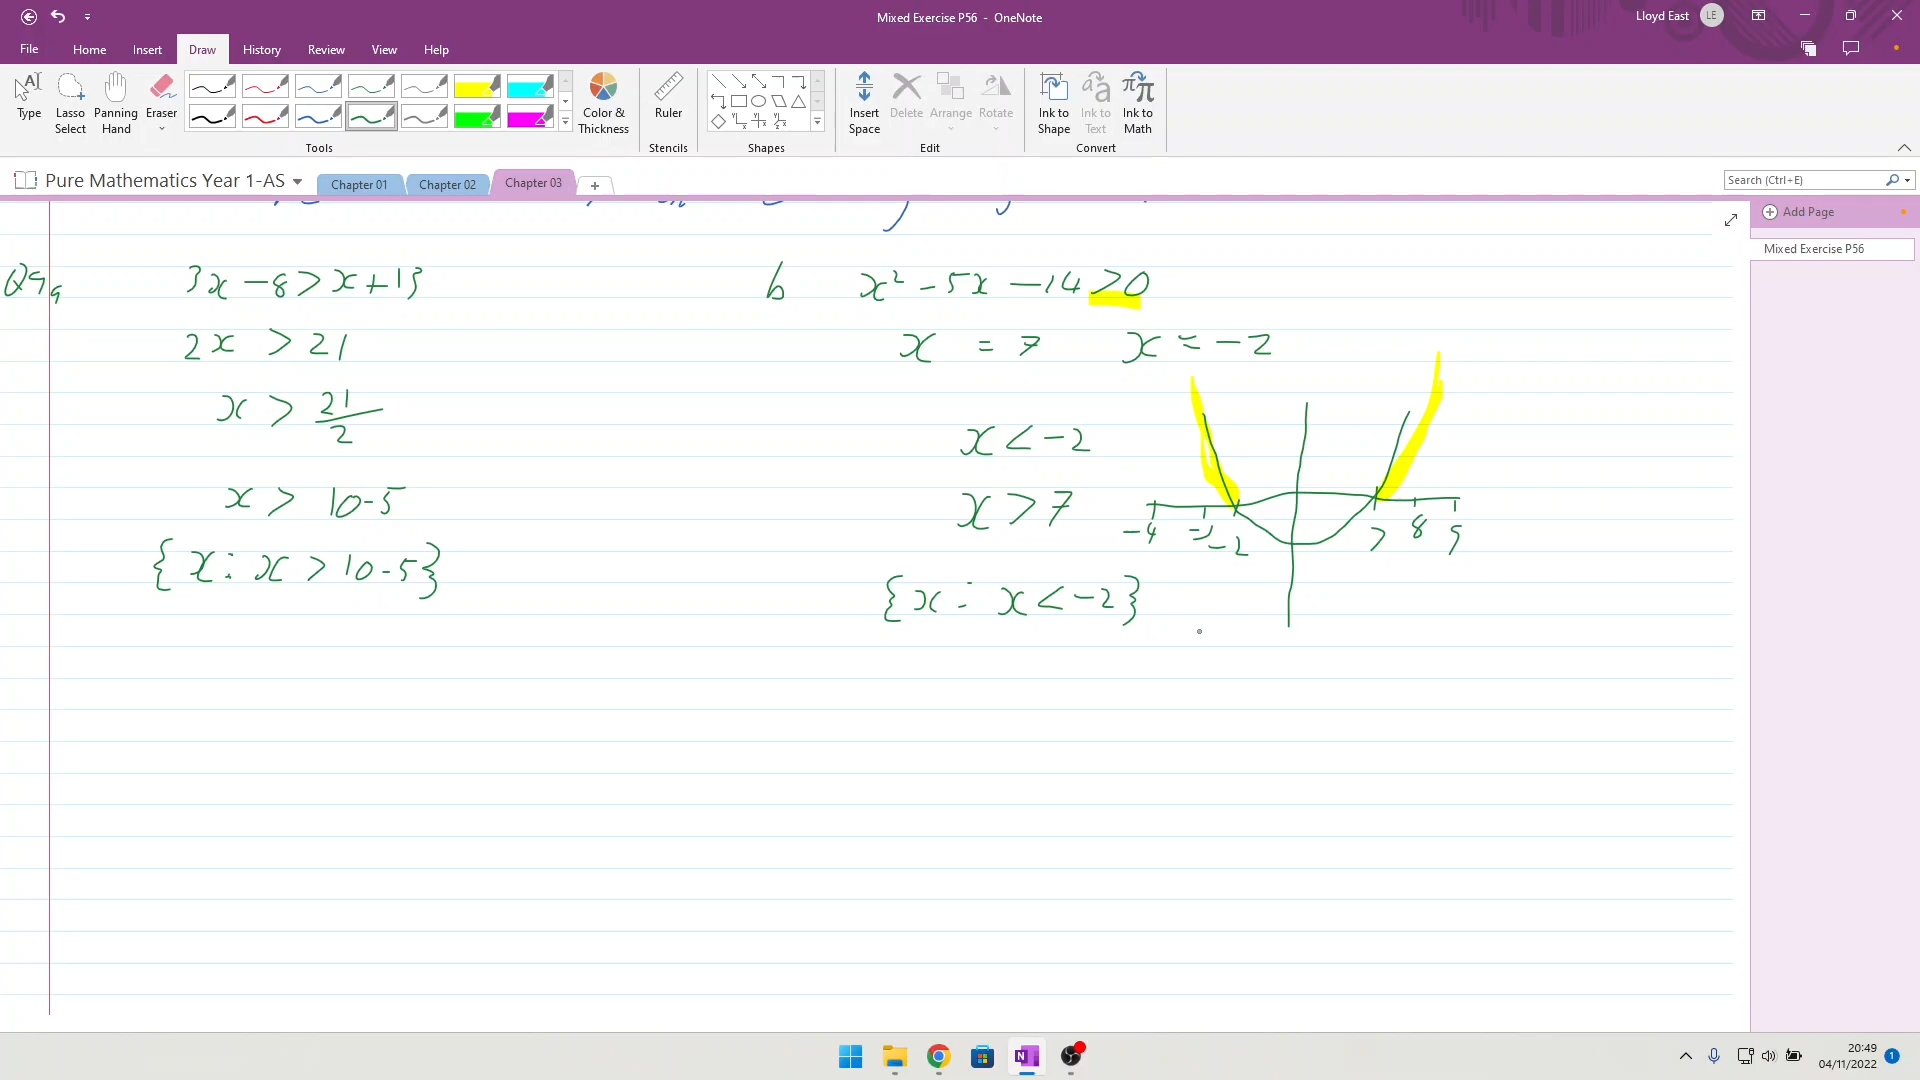 Mixed Exercise P56 - OneNote
Lloyd East
LE
File
Home
Insert
Draw
History
Review
View
Help
Type
Lasso Select
Panning Hand
Eraser
Color & Thickness
Ruler
Insert Space
Delete
Arrange
Rotate
Ink to Shape
Ink to Text
Ink to Math
Tools
Stencils
Shapes
Edit
Convert
Pure Mathematics Year 1-AS
Chapter 01
Chapter 02
Chapter 03
Search (Ctrl+E)
Add Page
Mixed Exercise P56
Q9a
3x - 8 > x + 13
2x > 21
x > 21/2
x > 10.5
{x : x > 10.5}
b
x² - 5x - 14 > 0
x = 7 x = -2
x < -2
x > 7
-4
-2
7 8 9
{x : x < -2}
20:49
04/11/2022
1